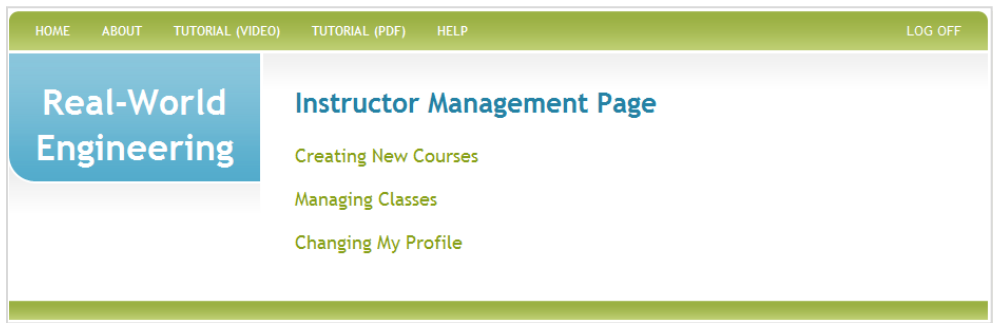 HOME ABOUT TUTORIAL (VIDEO) TUTORIAL (PDF) HELP LOG OFF
Real-World
Engineering
Instructor Management Page
Creating New Courses
Managing Classes
Changing My Profile